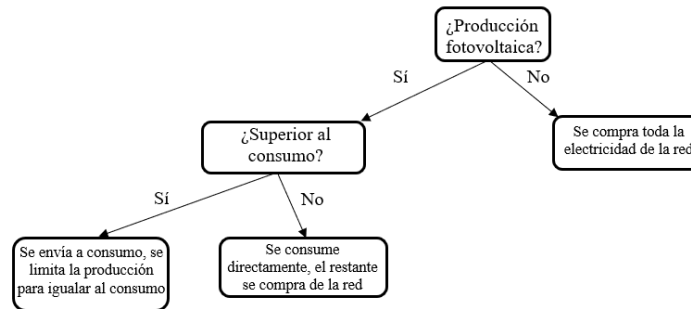 ¿Producción
fotovoltaica?
Sí
No
¿Superior al
consumo?
Se compra toda la
electricidad de la red
Sí
No
Se envía a consumo, se
limita la producción
para igualar al consumo
Se consume
directamente, el restante
se compra de la red